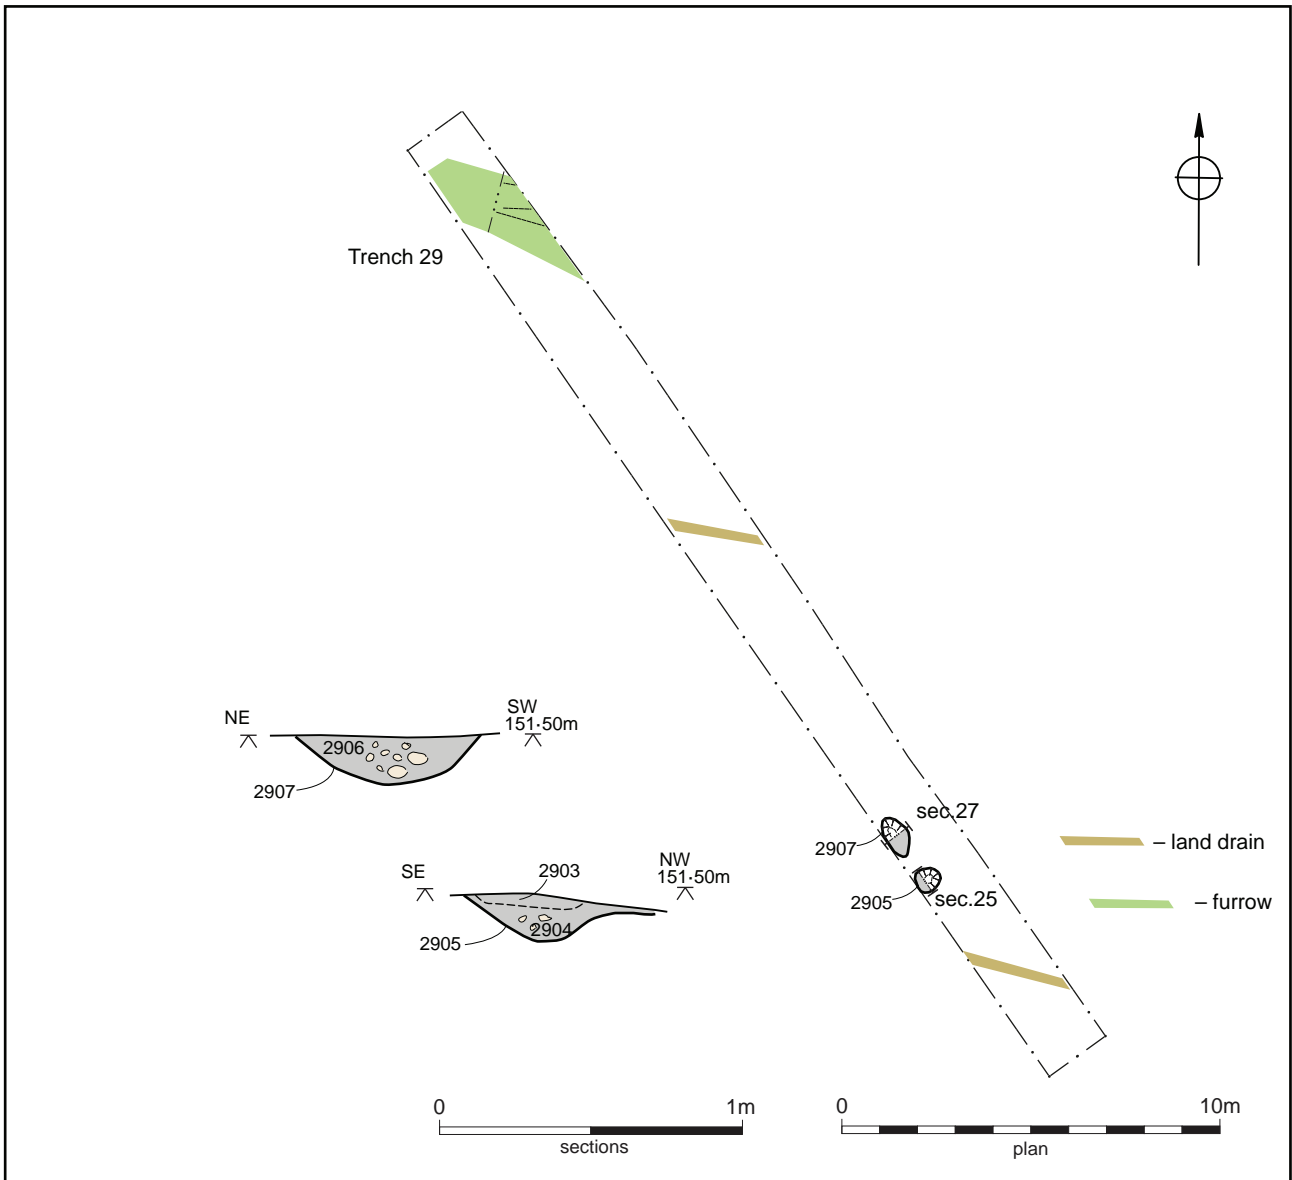 Trench 29
NE
SW
151·50m
2906
2907
SE
2903
NW
151·50m
2904
2905
sec.27
2907
2905
sec.25
– land drain
– furrow
0
1m
sections
0
10m
plan